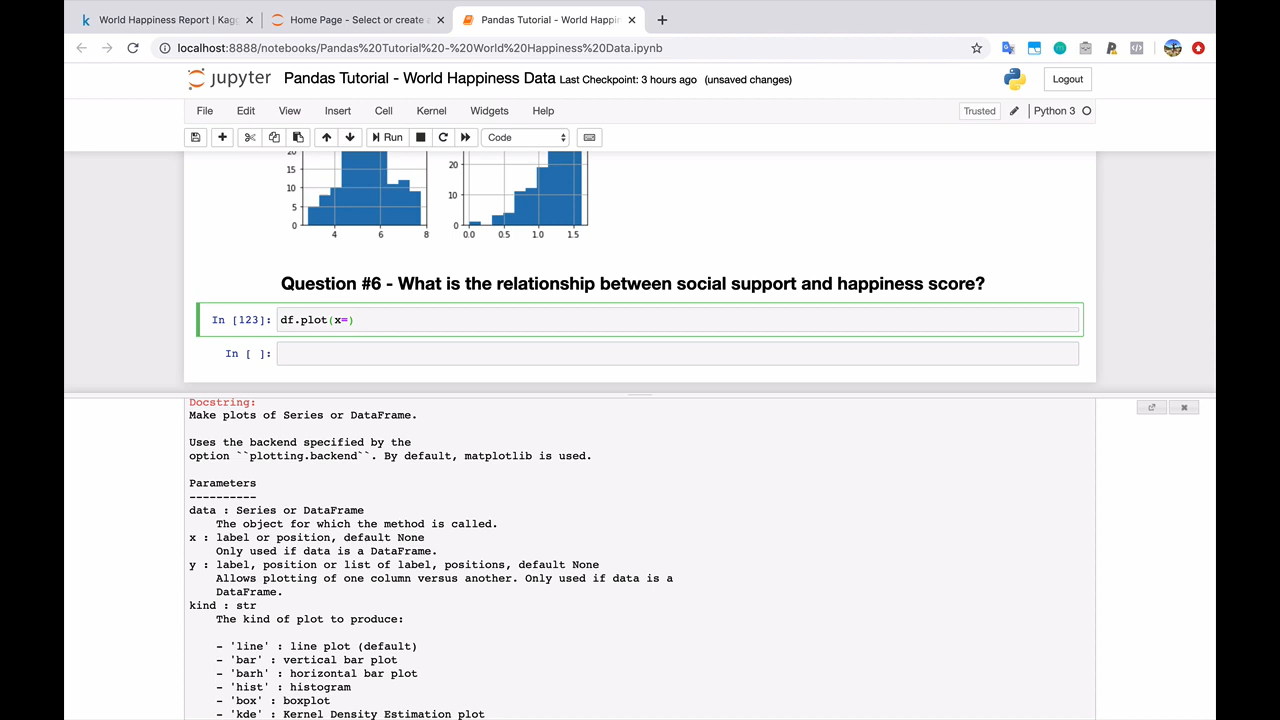 World Happiness Report | Kagg
Home Page - Select or create a
Pandas Tutorial - World Happin
localhost:8888/notebooks/Pandas%20Tutorial%20-%20World%20Happiness%20Data.ipynb
jupyter Pandas Tutorial - World Happiness Data Last Checkpoint: 3 hours ago (unsaved changes)
Logout
File Edit View Insert Cell Kernel Widgets Help
Trusted
Python 3
Run
Code
20
15
10
5
0
4 6 8
20
10
0
0.0 0.5 1.0 1.5
Question #6 - What is the relationship between social support and happiness score?
In [123]: df.plot(x=)
In [ ]:
Docstring:
Make plots of Series or DataFrame.
Uses the backend specified by the
option ``plotting.backend``. By default, matplotlib is used.
Parameters
----------
data : Series or DataFrame
The object for which the method is called.
x : label or position, default None
Only used if data is a DataFrame.
y : label, position or list of label, positions, default None
Allows plotting of one column versus another. Only used if data is a
DataFrame.
kind : str
The kind of plot to produce:
- 'line' : line plot (default)
- 'bar' : vertical bar plot
- 'barh' : horizontal bar plot
- 'hist' : histogram
- 'box' : boxplot
- 'kde' : Kernel Density Estimation plot